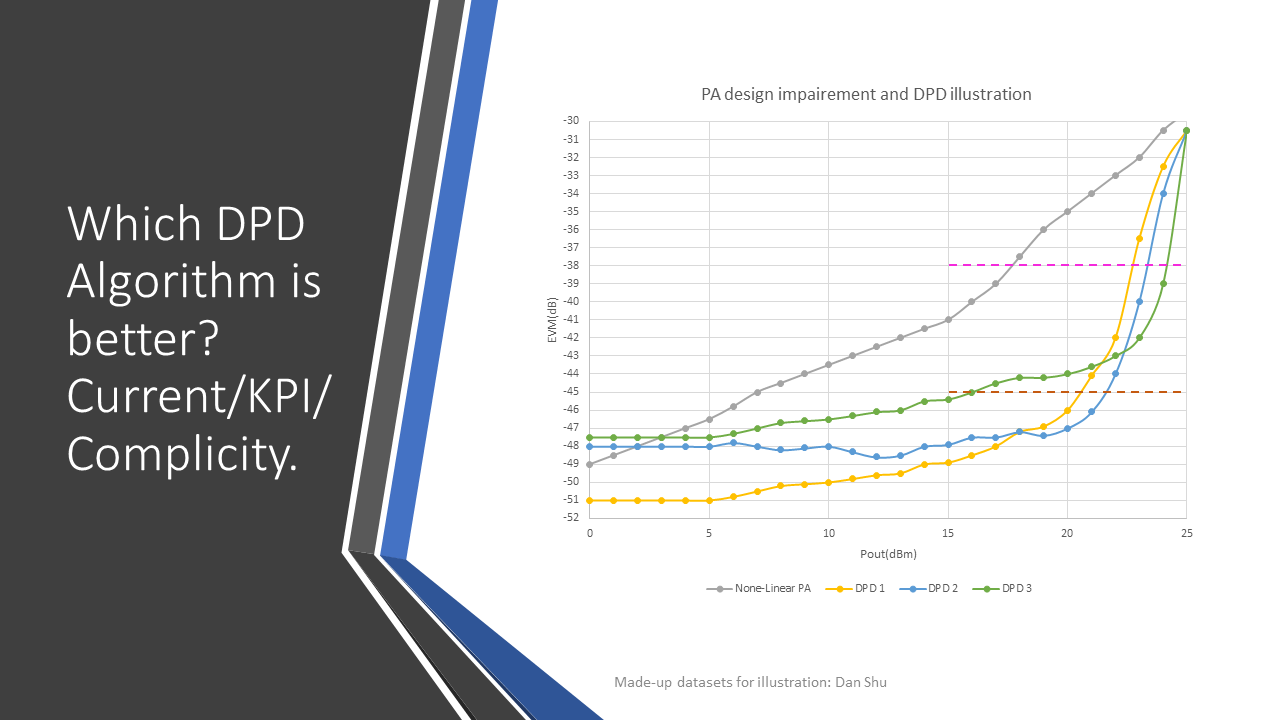 Which DPD
Algorithm is
better?
Current/KPI/
Complicity.
PA design impairement and DPD illustration
-30
-31
-32
-33
-34
-35
-36
-37
-38
-39
-40
-41
-42
-43
-44
-45
-46
-47
-48
-49
-50
-51
-52
EVM(dB)
0 5 10 15 20 25
Pout(dBm)
None-Linear PA DPD 1 DPD 2 DPD 3
Made-up datasets for illustration: Dan Shu